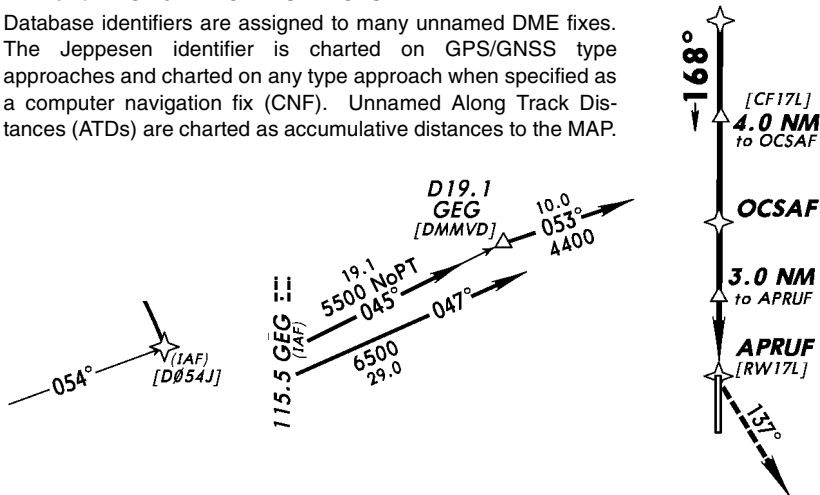 Database identifiers are assigned to many unnamed DME fixes.
The Jeppesen identifier is charted on GPS/GNSS type
approaches and charted on any type approach when specified as
a computer navigation fix (CNF). Unnamed Along Track Dis-
tances (ATDs) are charted as accumulative distances to the MAP.
054°
(IAF)
[DØ54J]
115.5 GEG
(IAF)
19.1
5500 NoPT
045°
047°
6500
29.0
D19.1
GEG
[DMMVD]
10.0
053°
4400
168°
[CF17L]
4.0 NM
to OCSAF
OCSAF
3.0 NM
to APRUF
APRUF
[RW17L]
137°